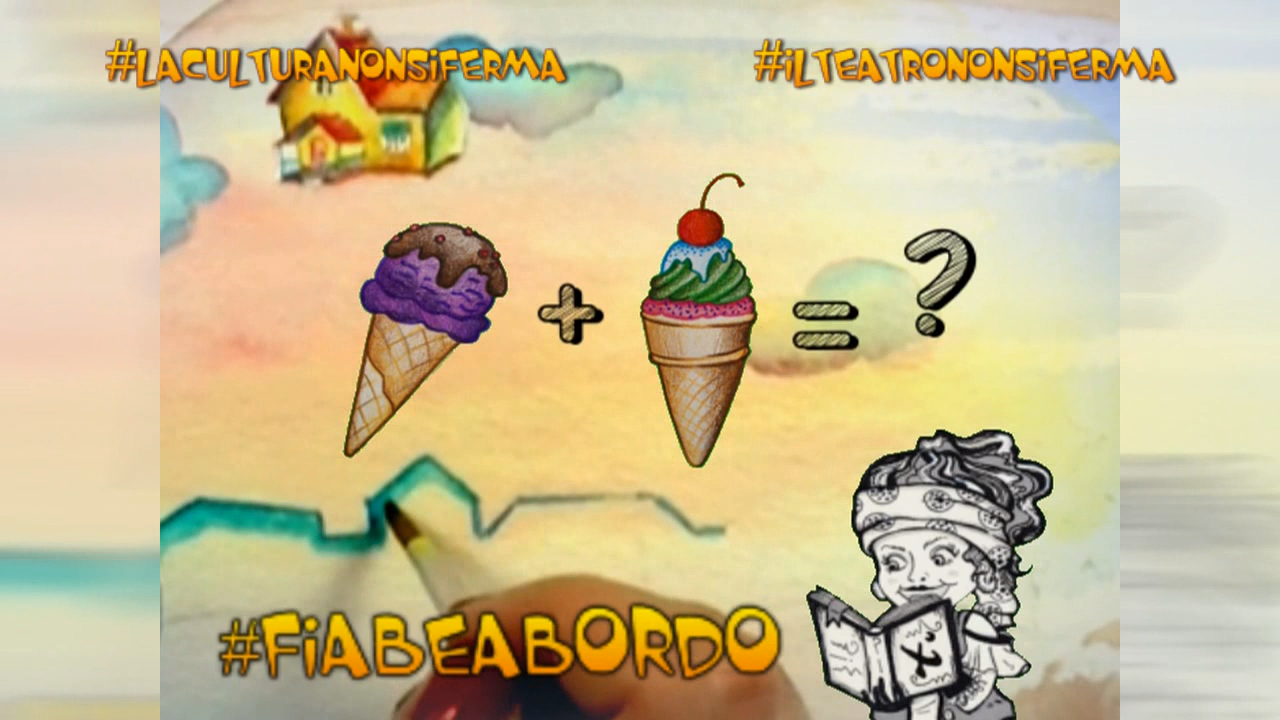 #LACULTURANONSiFERMA
#iLTEATRONONSiFERMA
+ = ?
#FiABEABORDO